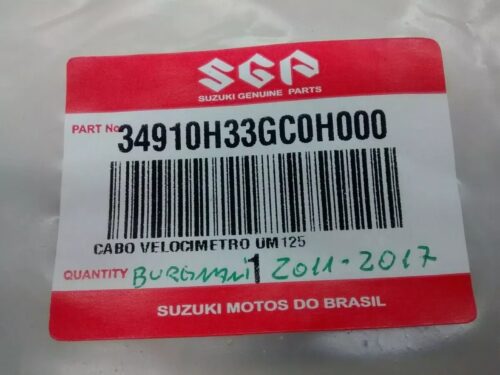 SGP
SUZUKI GENUINE PARTS
PART No. 34910H33GC0H000
CABO VELOCIMETRO UM125
QUANTITY 1 BURGMAN 2011-2017
SUZUKI MOTOS DO BRASIL